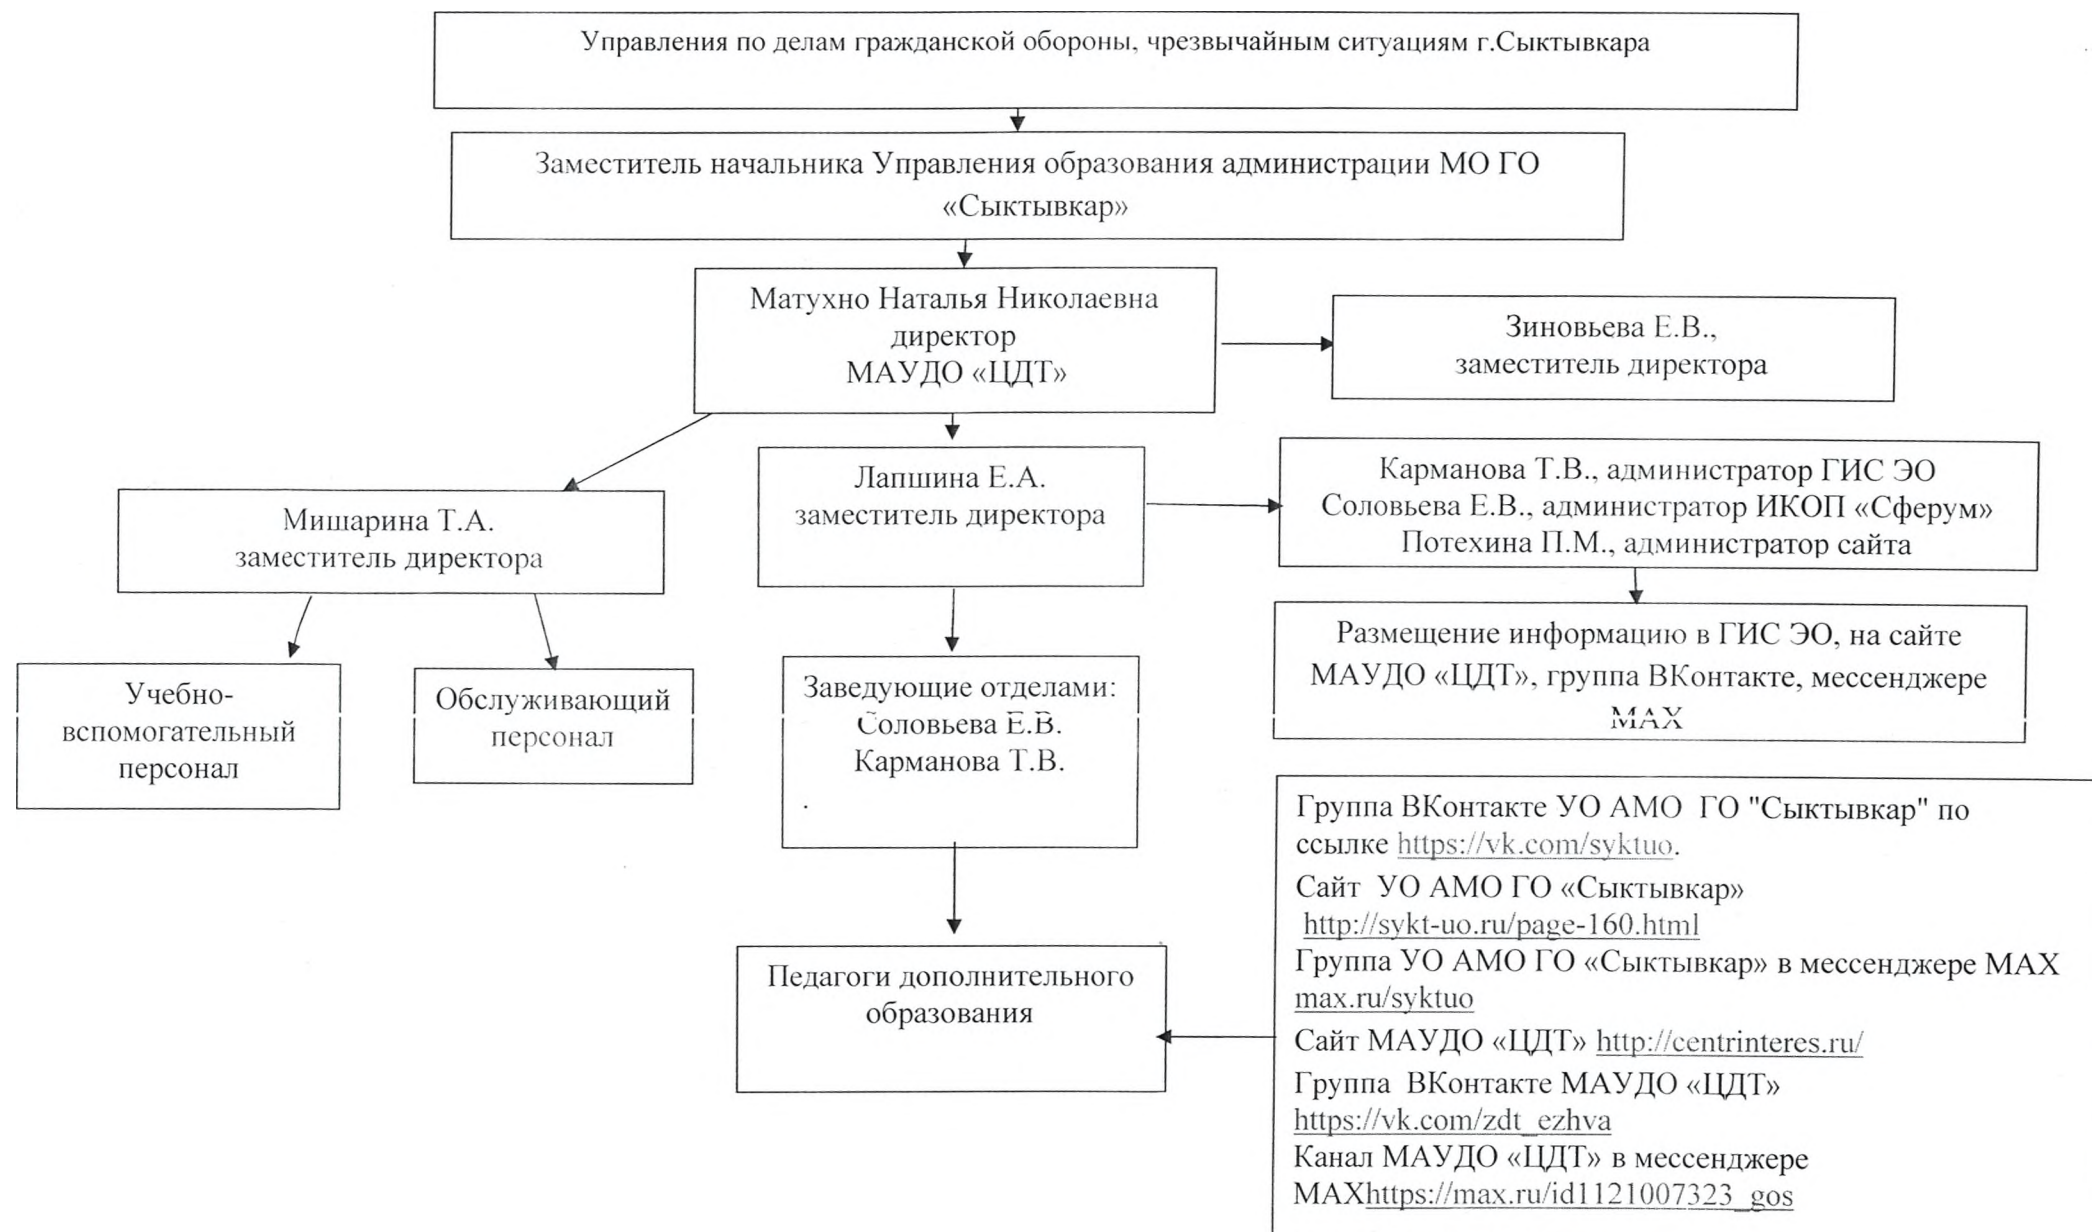 Управления по делам гражданской обороны, чрезвычайным ситуациям г.Сыктывкара
Заместитель начальника Управления образования администрации МО ГО
«Сыктывкар»
Матухно Наталья Николаевна
директор
МАУДО «ЦДТ»
Зиновьева Е.В.,
заместитель директора
Мишарина Т.А.
заместитель директора
Лапшина Е.А.
заместитель директора
Карманова Т.В., администратор ГИС ЭО
Соловьева Е.В., администратор ИКОП «Сферум»
Потехина П.М., администратор сайта
Размещение информацию в ГИС ЭО, на сайте
МАУДО «ЦДТ», группа ВКонтакте, мессенджере
МАХ
Учебно-
вспомогательный
персонал
Обслуживающий
персонал
Заведующие отделами:
Соловьева Е.В.
Карманова Т.В.
.
Педагоги дополнительного
образования
Группа ВКонтакте УО АМО ГО "Сыктывкар" по
ссылке https://vk.com/syktuo.
Сайт УО АМО ГО «Сыктывкар»
http://sykt-uo.ru/page-160.html
Группа УО АМО ГО «Сыктывкар» в мессенджере МАХ
max.ru/syktuo
Сайт МАУДО «ЦДТ» http://centrinteres.ru/
Группа ВКонтакте МАУДО «ЦДТ»
https://vk.com/zdt_ezhva
Канал МАУДО «ЦДТ» в мессенджере
МАХhttps://max.ru/id1121007323_gos